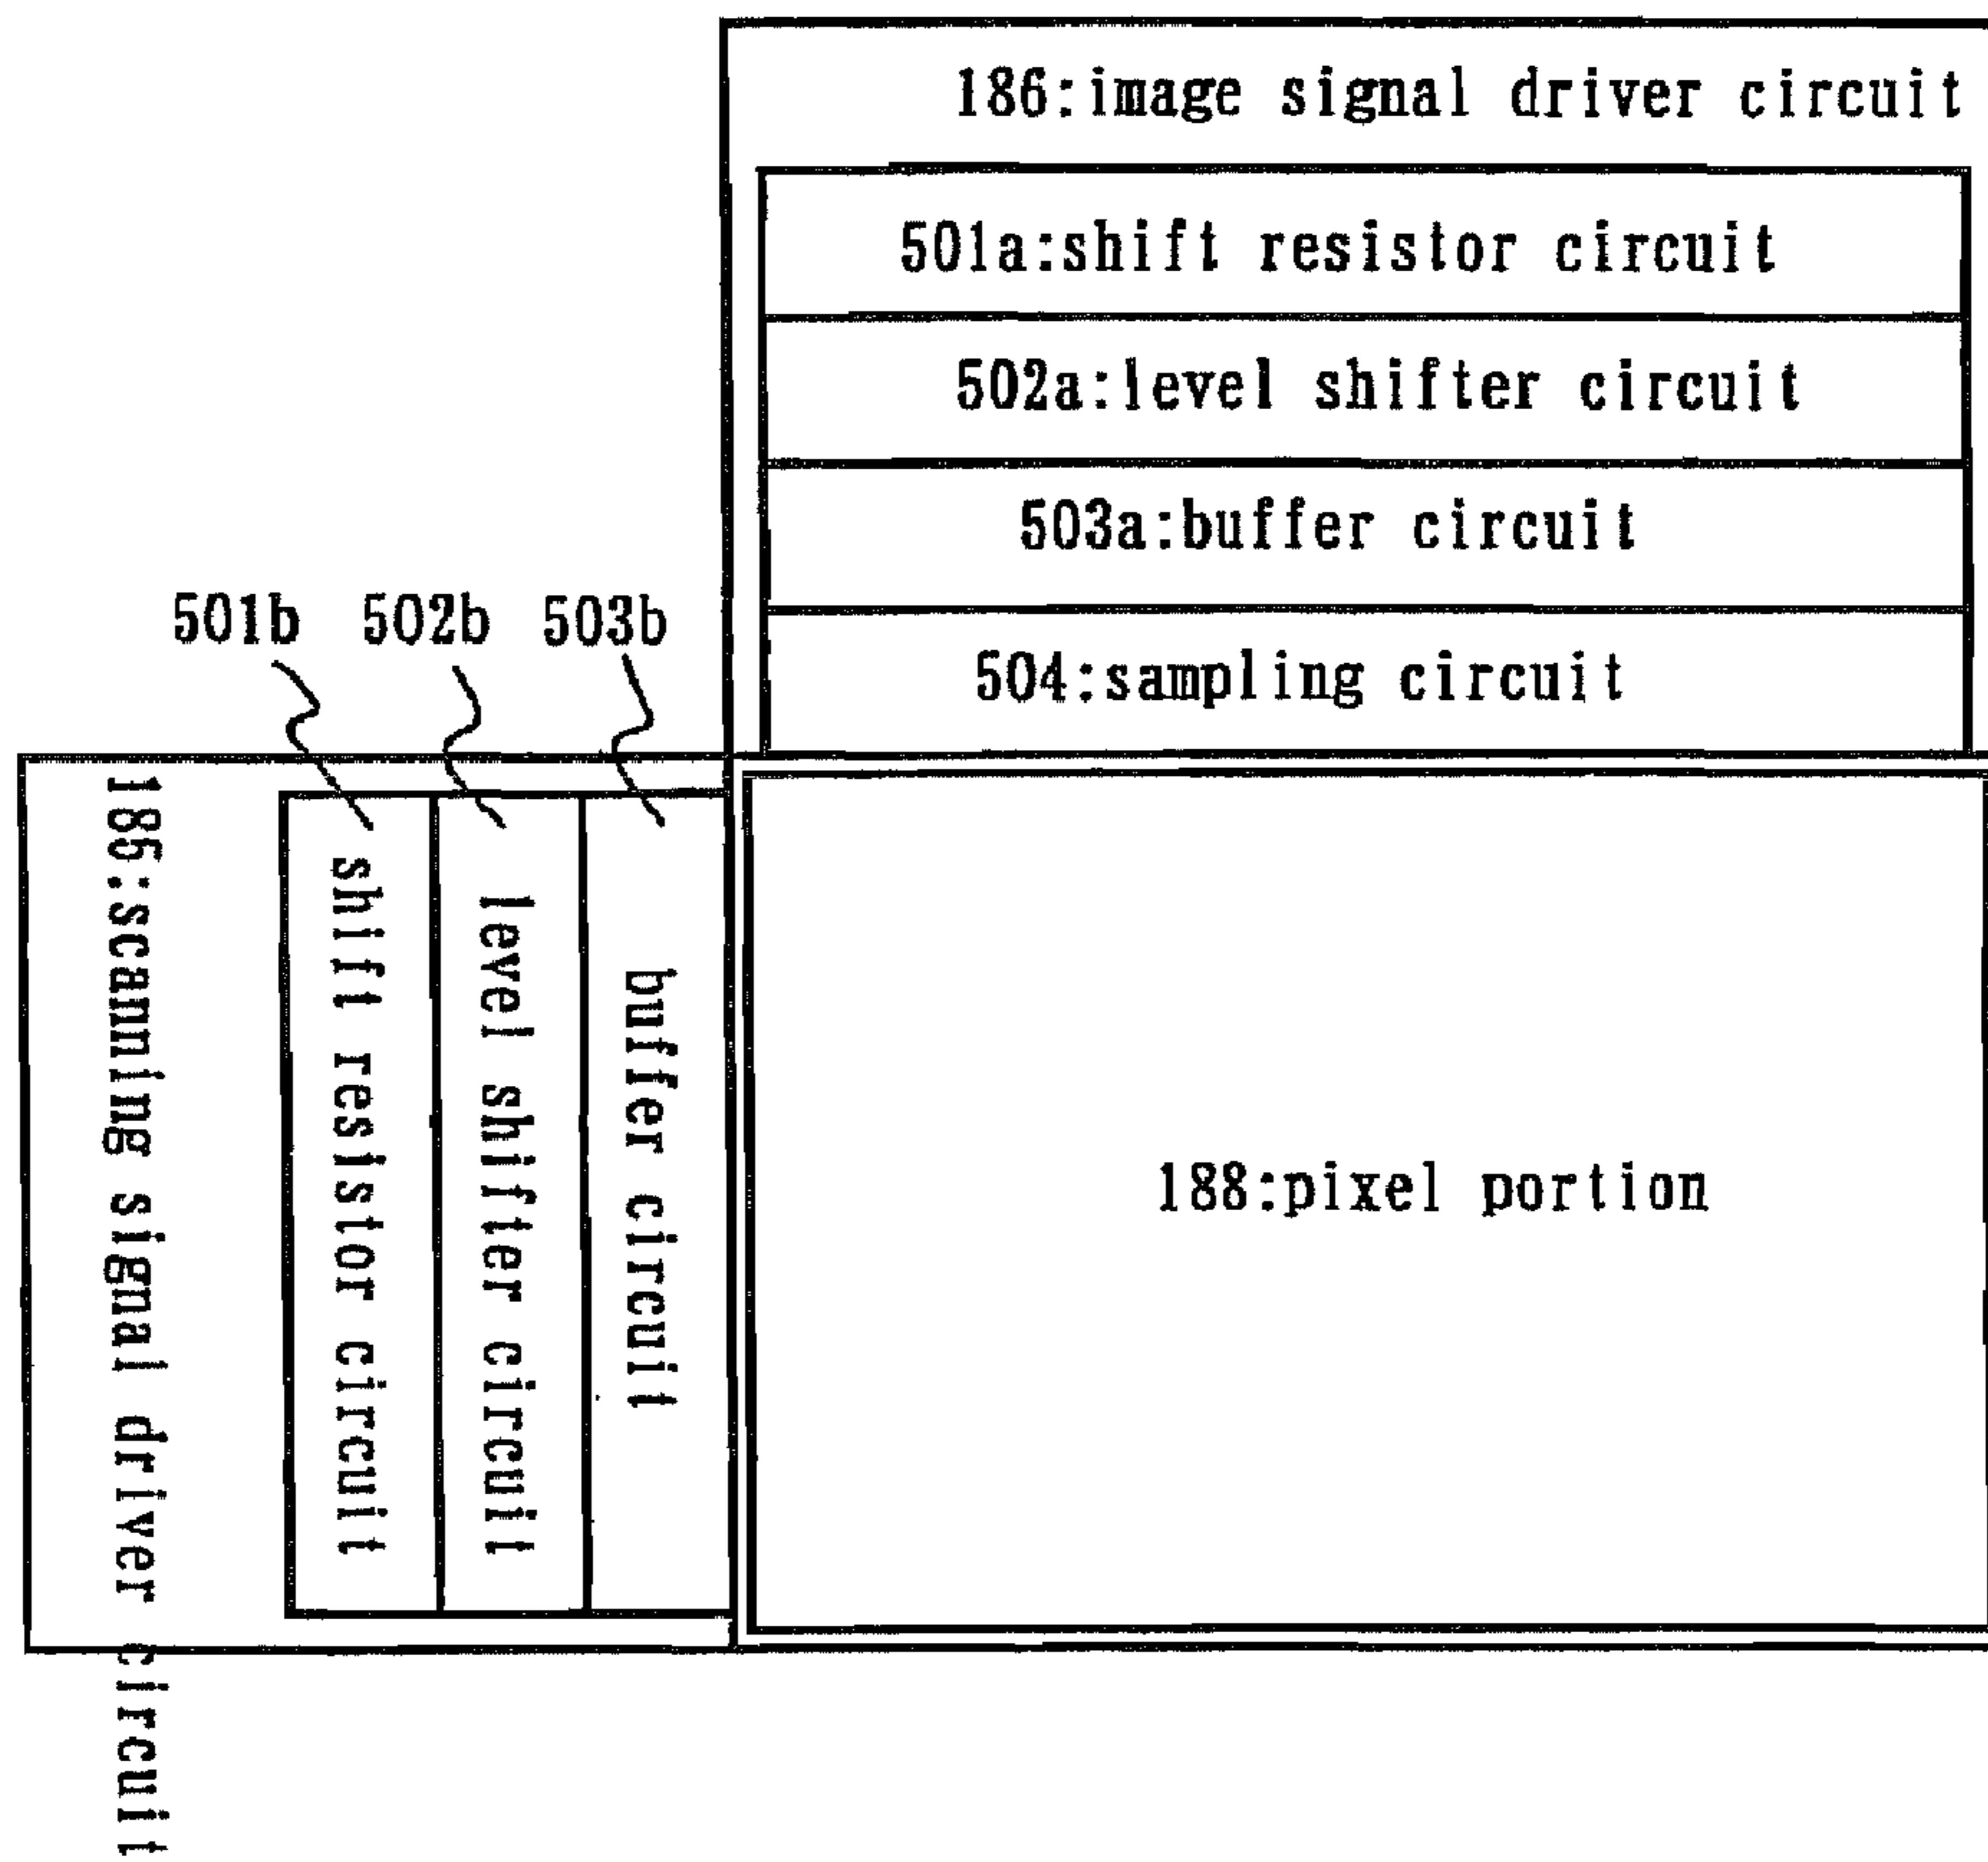 186:image signal driver circuit
501a:shift resistor circuit
502a:level shifter circuit
503a:buffer circuit
504:sampling circuit
501b 502b 503b
185:scanning signal driver circuit
shift resistor circuit
level shifter circuit
buffer circuit
188:pixel portion